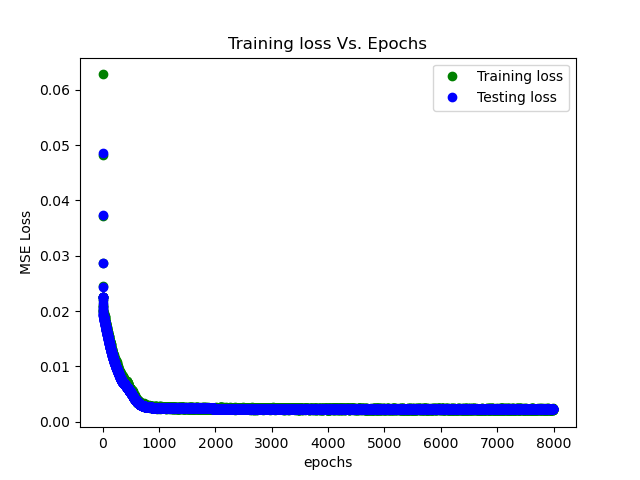 Training loss Vs. Epochs
Training loss
Testing loss
MSE Loss
0.06
0.05
0.04
0.03
0.02
0.01
0.00
0 1000 2000 3000 4000 5000 6000 7000 8000
epochs